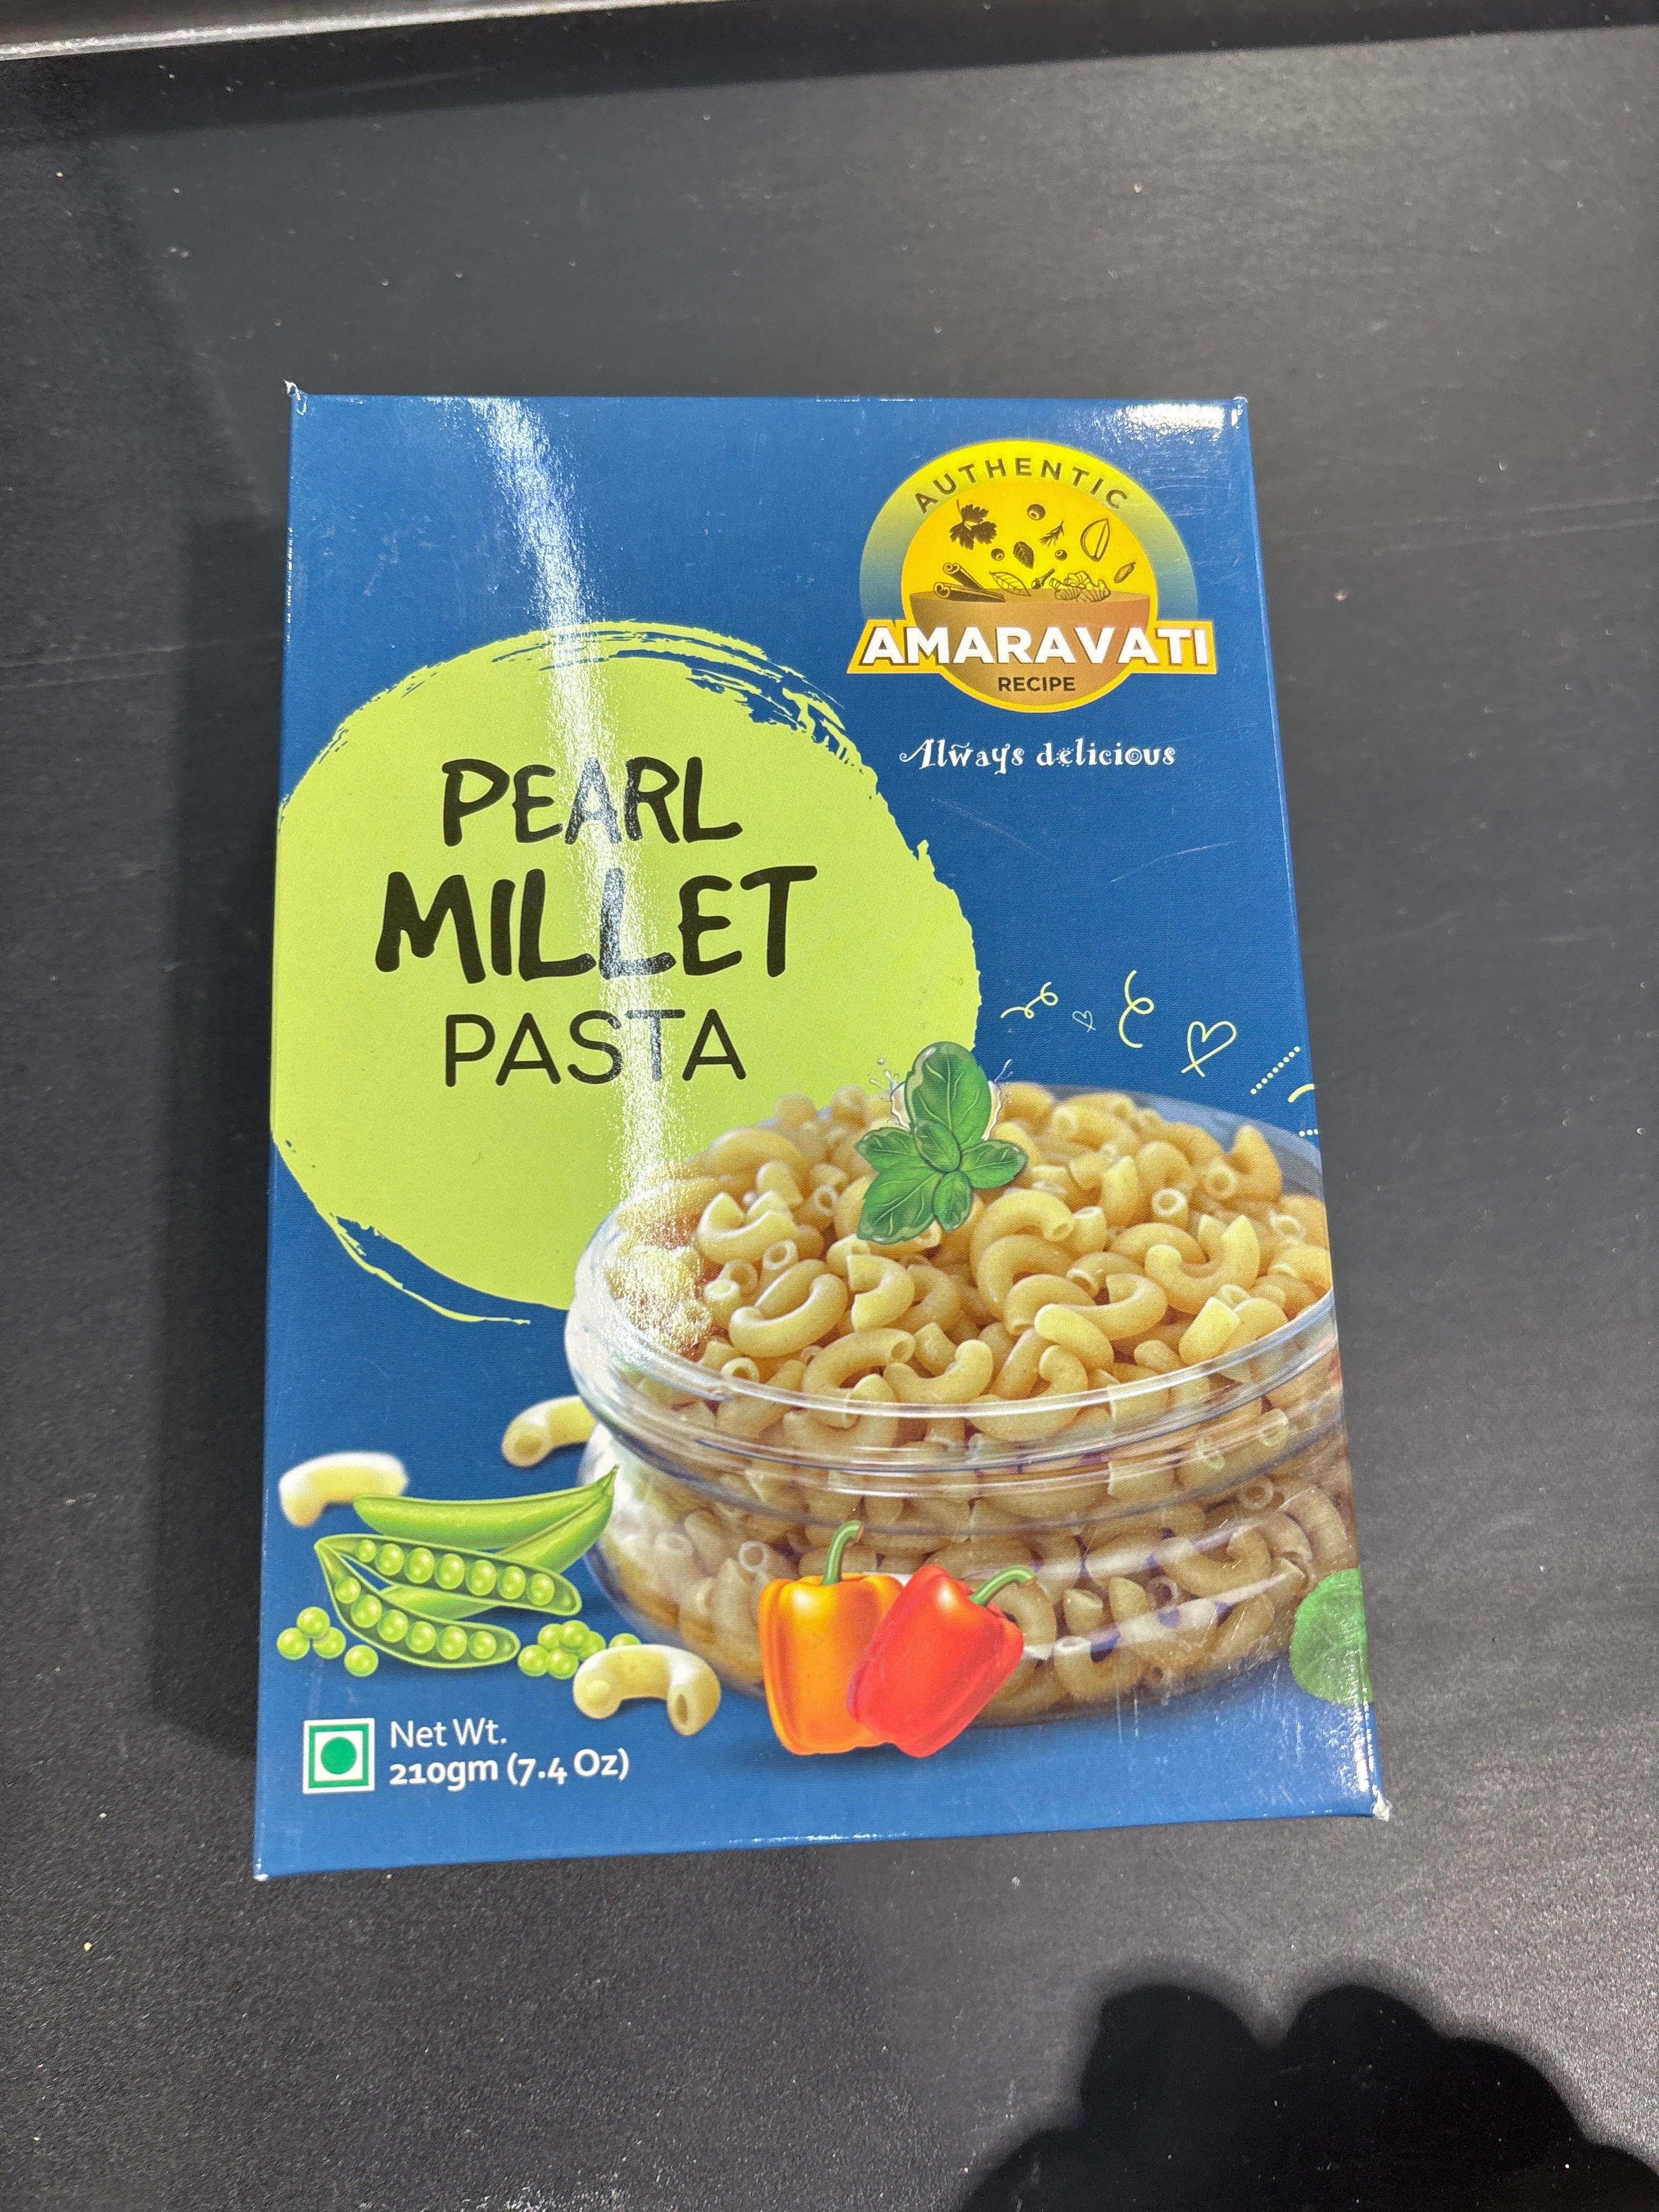 AUTHENTIC
AMARAVATI
RECIPE
Always delicious
PEARL
MILLET
PASTA
Net Wt.
210gm (7.4 Oz)